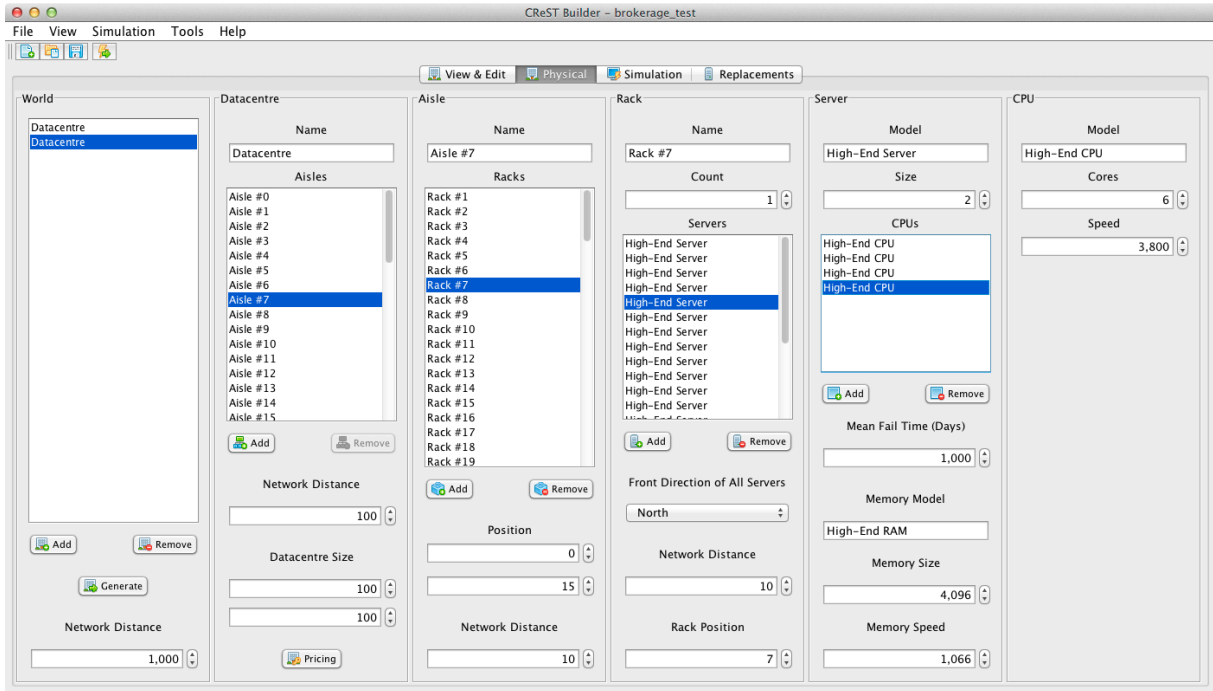 CReST Builder - brokerage_test
File View Simulation Tools Help
View & Edit Physical Simulation Replacements
World
Datacentre
Datacentre
Add Remove
Generate
Network Distance
1,000
Datacentre
Name
Datacentre
Aisles
Aisle #0
Aisle #1
Aisle #2
Aisle #3
Aisle #4
Aisle #5
Aisle #6
Aisle #7
Aisle #8
Aisle #9
Aisle #10
Aisle #11
Aisle #12
Aisle #13
Aisle #14
Aisle #15
Add Remove
Network Distance
100
Datacentre Size
100
100
Pricing
Aisle
Name
Aisle #7
Racks
Rack #1
Rack #2
Rack #3
Rack #4
Rack #5
Rack #6
Rack #7
Rack #8
Rack #9
Rack #10
Rack #11
Rack #12
Rack #13
Rack #14
Rack #15
Rack #16
Rack #17
Rack #18
Rack #19
Add Remove
Position
0
15
Network Distance
10
Rack
Name
Rack #7
Count
1
Servers
High-End Server
High-End Server
High-End Server
High-End Server
High-End Server
High-End Server
High-End Server
High-End Server
High-End Server
High-End Server
High-End Server
High-End Server
High-End Server
Add Remove
Front Direction of All Servers
North
Network Distance
10
Rack Position
7
Server
Model
High-End Server
Size
2
CPUs
High-End CPU
High-End CPU
High-End CPU
High-End CPU
Add Remove
Mean Fail Time (Days)
1,000
Memory Model
High-End RAM
Memory Size
4,096
Memory Speed
1,066
CPU
Model
High-End CPU
Cores
6
Speed
3,800